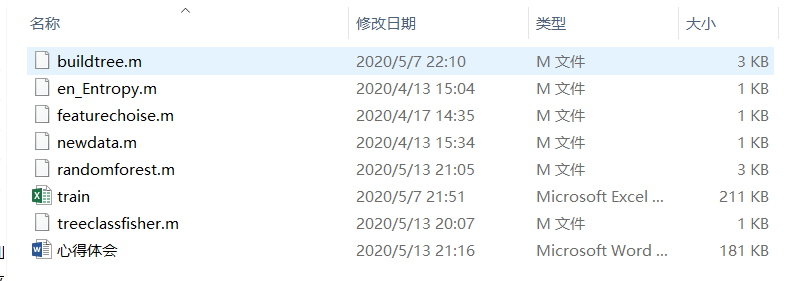 名称 修改日期 类型 大小
buildtree.m 2020/5/7 22:10 M 文件 3 KB
en_Entropy.m 2020/4/13 15:04 M 文件 1 KB
featurechoise.m 2020/4/17 14:35 M 文件 1 KB
newdata.m 2020/4/13 15:34 M 文件 1 KB
randomforest.m 2020/5/13 21:05 M 文件 3 KB
train 2020/5/7 21:51 Microsoft Excel ... 211 KB
treeclassfisher.m 2020/5/13 20:07 M 文件 1 KB
心得体会 2020/5/13 21:16 Microsoft Word ... 181 KB